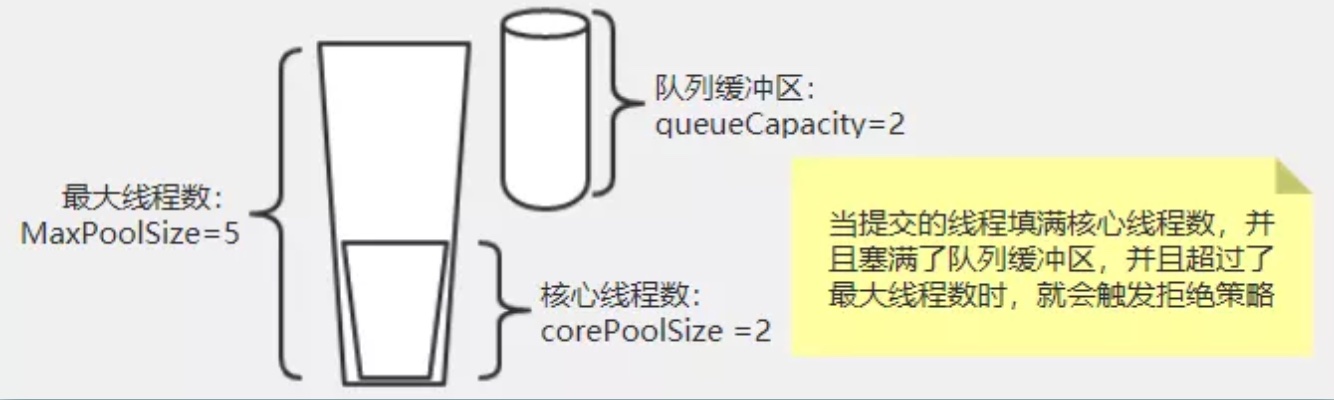 队列缓冲区：
queueCapacity=2
最大线程数：
MaxPoolSize=5
核心线程数：
corePoolSize =2
当提交的线程填满核心线程数，并
且塞满了队列缓冲区，并且超过了
最大线程数时，就会触发拒绝策略